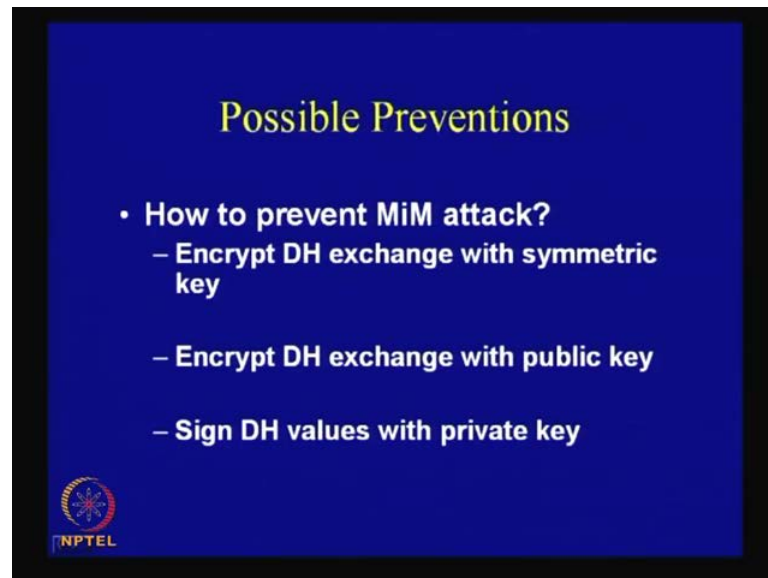 Possible Preventions
• How to prevent MiM attack?
– Encrypt DH exchange with symmetric
key
– Encrypt DH exchange with public key
– Sign DH values with private key
NPTEL